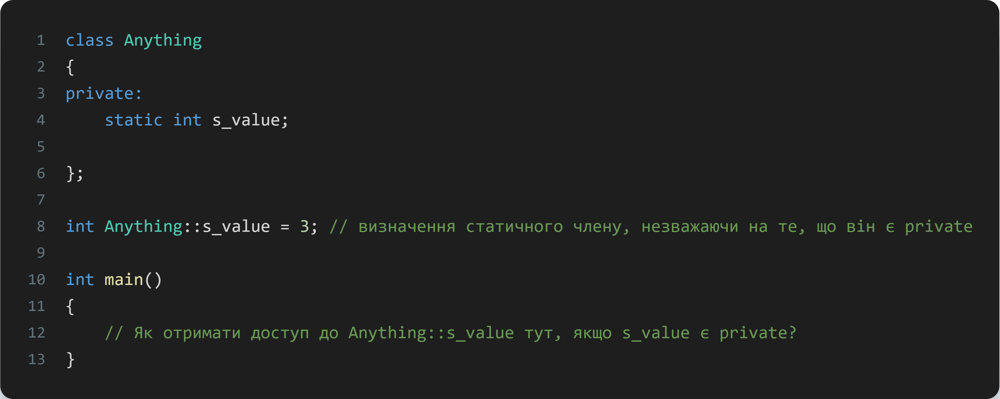 1 class Anything
2 {
3 private:
4     static int s_value;
5
6 };
7
8 int Anything::s_value = 3; // визначення статичного члену, незважаючи на те, що він є private
9
10 int main()
11 {
12     // Як отримати доступ до Anything::s_value тут, якщо s_value є private?
13 }